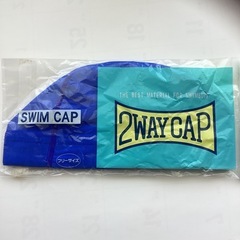 SWIM CAP
フリーサイズ
THE BEST MATERIAL FOR
2WAY CAP